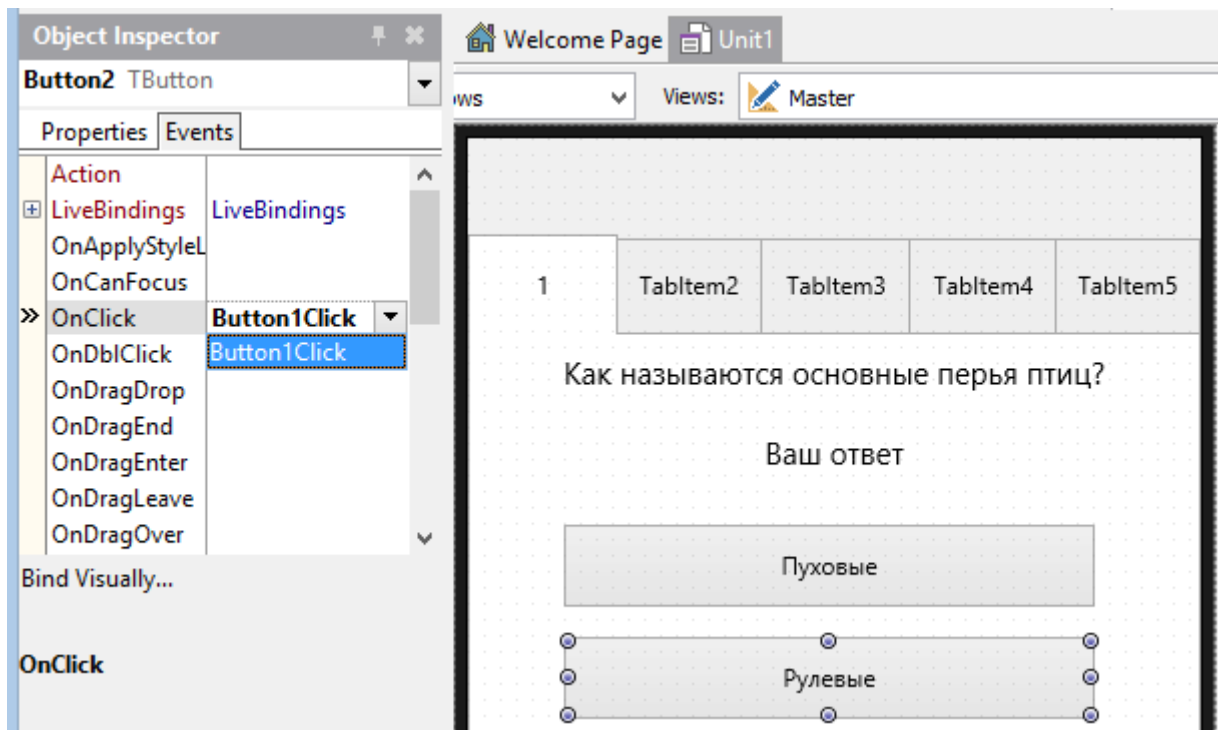 Object Inspector
Button2 TButton
Properties Events
Action
LiveBindings LiveBindings
OnApplyStyleL
OnCanFocus
OnClick Button1Click
OnDblClick Button1Click
OnDragDrop
OnDragEnd
OnDragEnter
OnDragLeave
OnDragOver
Bind Visually...
OnClick
Welcome Page Unit1
ows Views: Master
1 TabItem2 TabItem3 TabItem4 TabItem5
Как называются основные перья птиц?
Ваш ответ
Пуховые
Рулевые